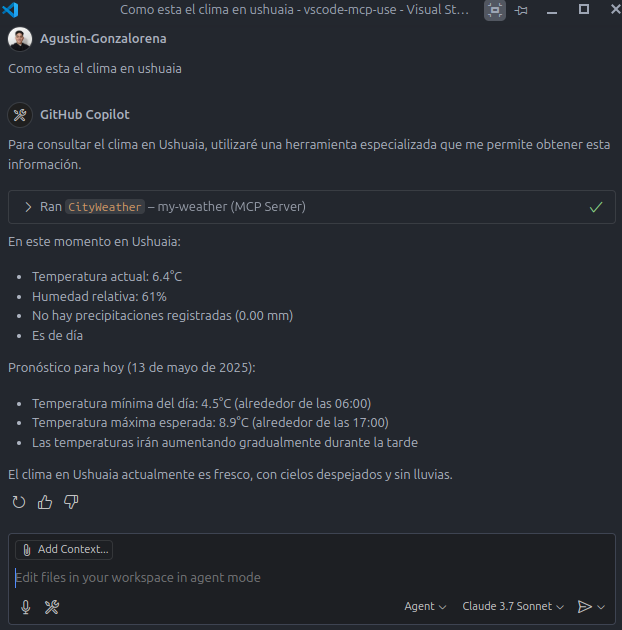 Como esta el clima en ushuaia - vscode-mcp-use - Visual St...
Agustin-Gonzalorena
Como esta el clima en ushuaia
GitHub Copilot
Para consultar el clima en Ushuaia, utilizaré una herramienta especializada que me permite obtener esta
información.
Ran CityWeather – my-weather (MCP Server)
En este momento en Ushuaia:
• Temperatura actual: 6.4°C
• Humedad relativa: 61%
• No hay precipitaciones registradas (0.00 mm)
• Es de día
Pronóstico para hoy (13 de mayo de 2025):
• Temperatura mínima del día: 4.5°C (alrededor de las 06:00)
• Temperatura máxima esperada: 8.9°C (alrededor de las 17:00)
• Las temperaturas irán aumentando gradualmente durante la tarde
El clima en Ushuaia actualmente es fresco, con cielos despejados y sin lluvias.
Add Context...
Edit files in your workspace in agent mode
Agent Claude 3.7 Sonnet